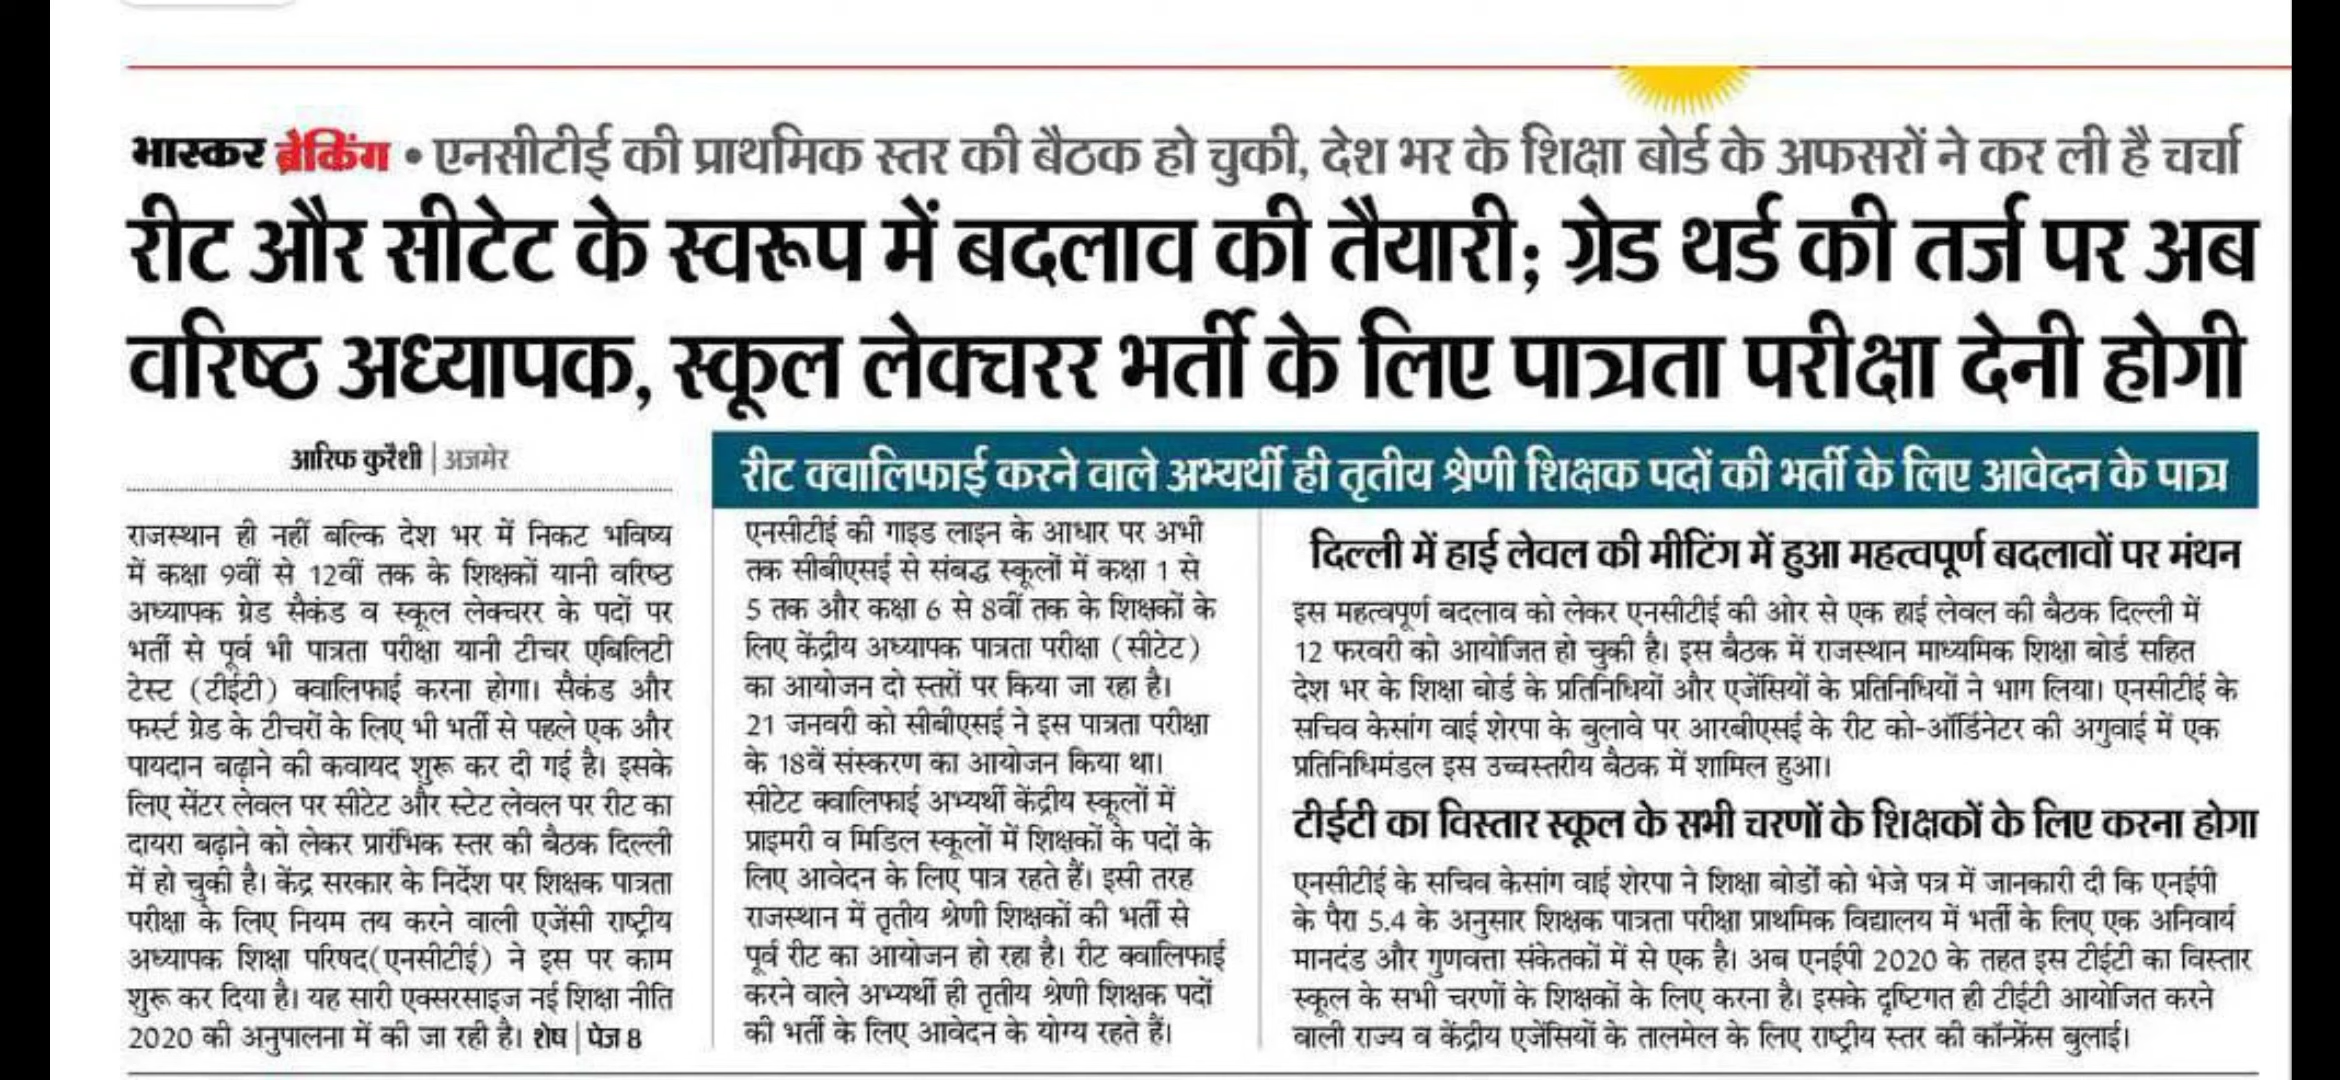 भास्कर ब्रेकिंग • एनसीटीई की प्राथमिक स्तर की बैठक हो चुकी, देश भर के शिक्षा बोर्ड के अफसरों ने कर ली है चर्चा
रीट और सीटेट के स्वरूप में बदलाव की तैयारी; ग्रेड थर्ड की तर्ज पर अब
वरिष्ठ अध्यापक, स्कूल लेक्चरर भर्ती के लिए पात्रता परीक्षा देनी होगी
आरिफ कुरैशी | अजमेर
राजस्थान ही नहीं बल्कि देश भर में निकट भविष्य
में कक्षा 9वीं से 12वीं तक के शिक्षकों यानी वरिष्ठ
अध्यापक ग्रेड सैकंड व स्कूल लेक्चरर के पदों पर
भर्ती से पूर्व भी पात्रता परीक्षा यानी टीचर एबिलिटी
टेस्ट (टीईटी) क्वालिफाई करना होगा। सैकंड और
फर्स्ट ग्रेड के टीचरों के लिए भी भर्ती से पहले एक और
पायदान बढ़ाने की कवायद शुरू कर दी गई है। इसके
लिए सेंटर लेवल पर सीटेट और स्टेट लेवल पर रीट का
दायरा बढ़ाने को लेकर प्रारंभिक स्तर की बैठक दिल्ली
में हो चुकी है। केंद्र सरकार के निर्देश पर शिक्षक पात्रता
परीक्षा के लिए नियम तय करने वाली एजेंसी राष्ट्रीय
अध्यापक शिक्षा परिषद(एनसीटीई) ने इस पर काम
शुरू कर दिया है। यह सारी एक्सरसाइज नई शिक्षा नीति
2020 की अनुपालना में की जा रही है। शेष | पेज 8
रीट क्वालिफाई करने वाले अभ्यर्थी ही तृतीय श्रेणी शिक्षक पदों की भर्ती के लिए आवेदन के पात्र
एनसीटीई की गाइड लाइन के आधार पर अभी
तक सीबीएसई से संबद्ध स्कूलों में कक्षा 1 से
5 तक और कक्षा 6 से 8वीं तक के शिक्षकों के
लिए केंद्रीय अध्यापक पात्रता परीक्षा (सीटेट)
का आयोजन दो स्तरों पर किया जा रहा है।
21 जनवरी को सीबीएसई ने इस पात्रता परीक्षा
के 18वें संस्करण का आयोजन किया था।
सीटेट क्वालिफाई अभ्यर्थी केंद्रीय स्कूलों में
प्राइमरी व मिडिल स्कूलों में शिक्षकों के पदों के
लिए आवेदन के लिए पात्र रहते हैं। इसी तरह
राजस्थान में तृतीय श्रेणी शिक्षकों की भर्ती से
पूर्व रीट का आयोजन हो रहा है। रीट क्वालिफाई
करने वाले अभ्यर्थी ही तृतीय श्रेणी शिक्षक पदों
की भर्ती के लिए आवेदन के योग्य रहते हैं।
दिल्ली में हाई लेवल की मीटिंग में हुआ महत्वपूर्ण बदलावों पर मंथन
इस महत्वपूर्ण बदलाव को लेकर एनसीटीई की ओर से एक हाई लेवल की बैठक दिल्ली में
12 फरवरी को आयोजित हो चुकी है। इस बैठक में राजस्थान माध्यमिक शिक्षा बोर्ड सहित
देश भर के शिक्षा बोर्ड के प्रतिनिधियों और एजेंसियों के प्रतिनिधियों ने भाग लिया। एनसीटीई के
सचिव केसांग वाई शेरपा के बुलावे पर आरबीएसई के रीट को-ऑर्डिनेटर की अगुवाई में एक
प्रतिनिधिमंडल इस उच्चस्तरीय बैठक में शामिल हुआ।
टीईटी का विस्तार स्कूल के सभी चरणों के शिक्षकों के लिए करना होगा
एनसीटीई के सचिव केसांग वाई शेरपा ने शिक्षा बोर्डों को भेजे पत्र में जानकारी दी कि एनईपी
के पैरा 5.4 के अनुसार शिक्षक पात्रता परीक्षा प्राथमिक विद्यालय में भर्ती के लिए एक अनिवार्य
मानदंड और गुणवत्ता संकेतकों में से एक है। अब एनईपी 2020 के तहत इस टीईटी का विस्तार
स्कूल के सभी चरणों के शिक्षकों के लिए करना है। इसके दृष्टिगत ही टीईटी आयोजित करने
वाली राज्य व केंद्रीय एजेंसियों के तालमेल के लिए राष्ट्रीय स्तर की कॉन्फ्रेंस बुलाई।